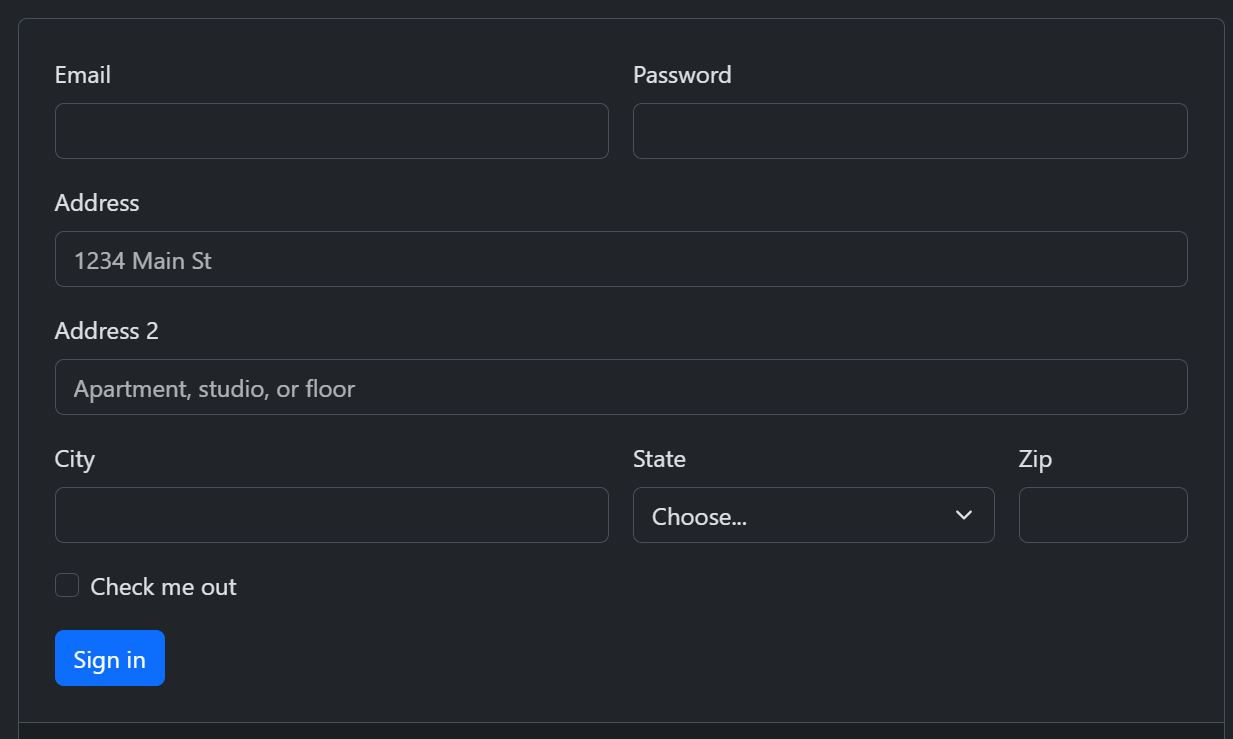 Email Password
1234 Main St
Address
Address 2
Apartment, studio, or floor
City State Zip
Choose...
Check me out
Sign in